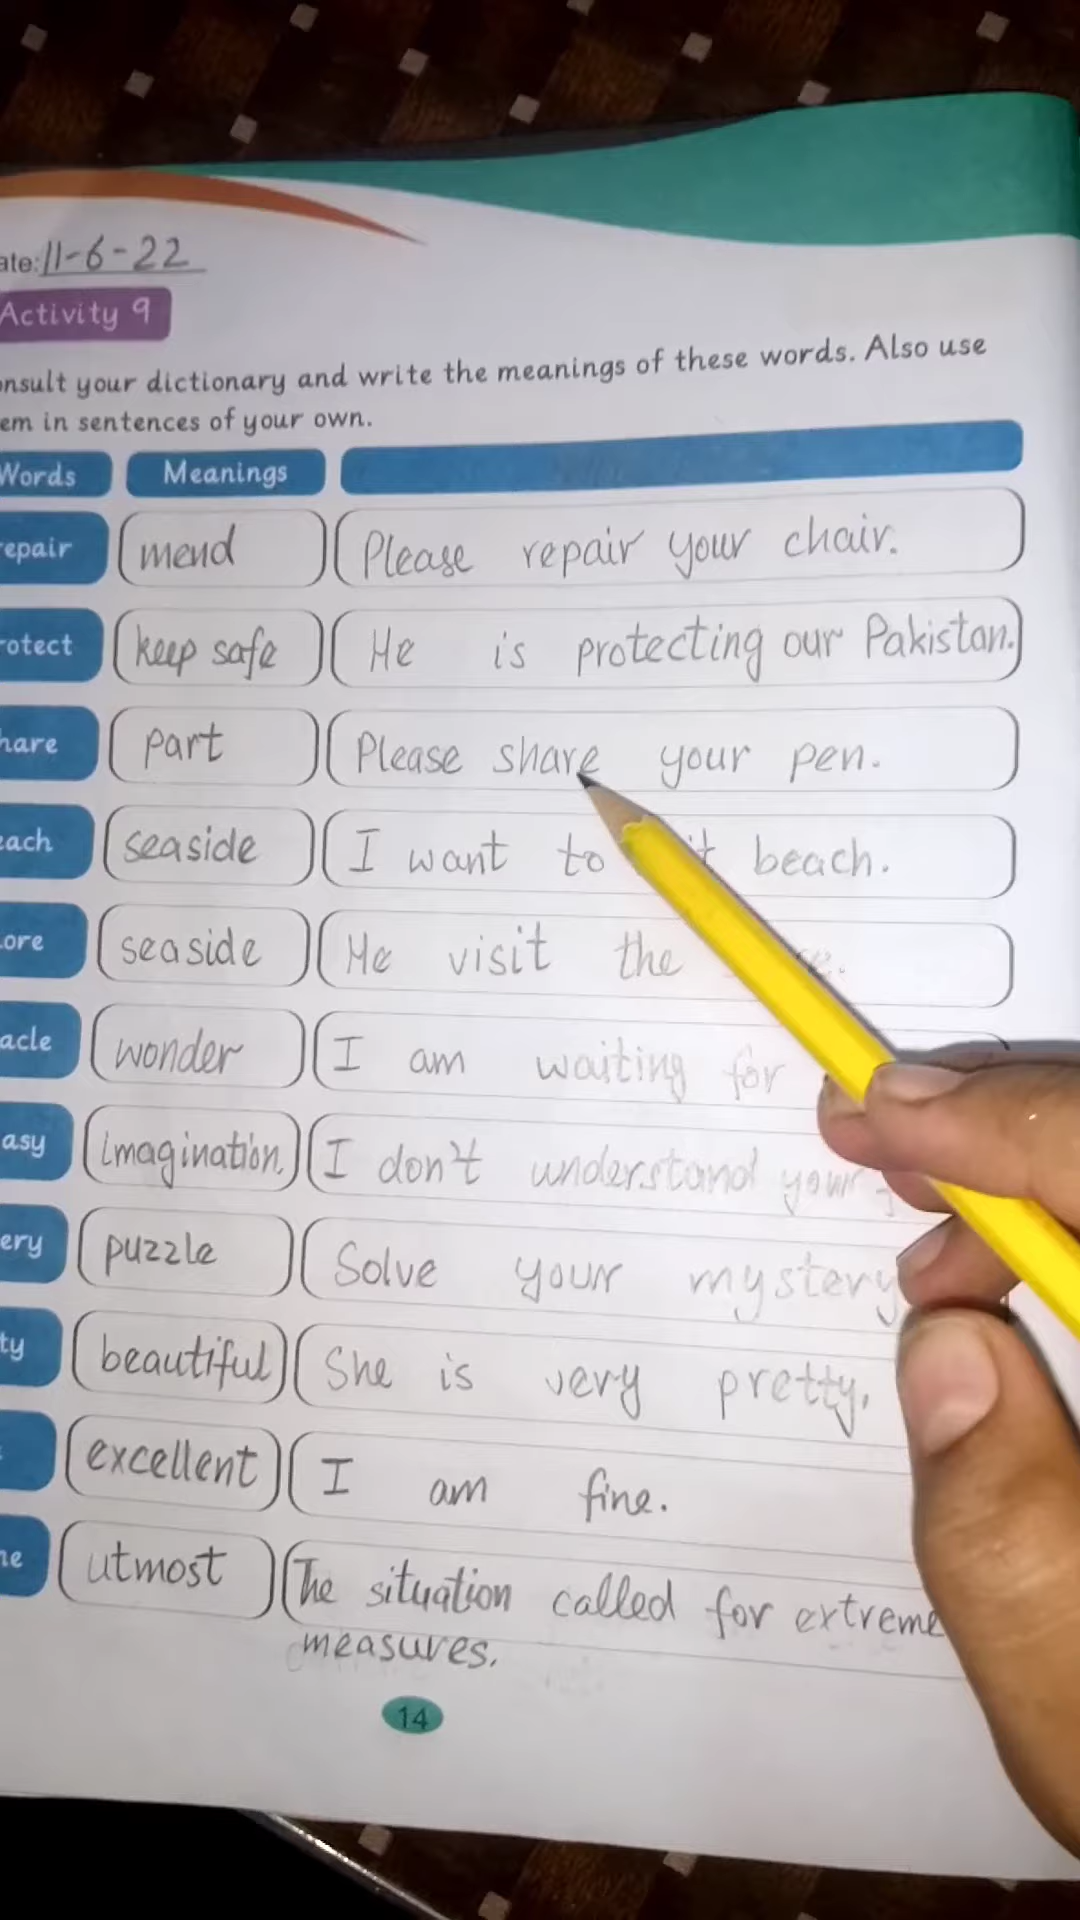 ate: 11-6-22
Activity 9
onsult your dictionary and write the meanings of these words. Also use
em in sentences of your own.
Words Meanings
epair mend Please repair your chair.
rotect keep safe He is protecting our Pakistan.
hare part Please share your pen.
each seaside I want to beach.
ore seaside He visit the
acle wonder I am waiting for
asy imagination. I don't understand your
ery puzzle Solve your mystery
ty beautiful She is very pretty.
excellent I am fine.
ne utmost The situation called for extreme
measures.
14